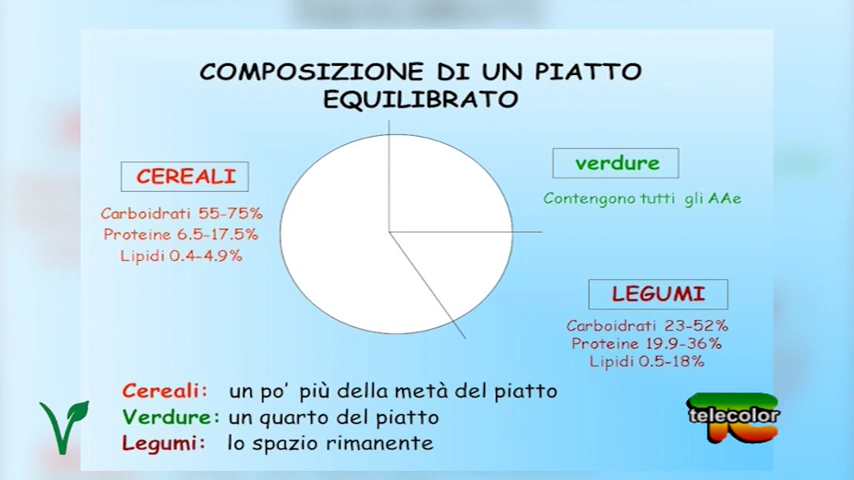 COMPOSIZIONE DI UN PIATTO
EQUILIBRATO
CEREALI
Carboidrati 55-75%
Proteine 6.5-17.5%
Lipidi 0.4-4.9%
verdure
Contengono tutti gli AAe
LEGUMI
Carboidrati 23-52%
Proteine 19.9-36%
Lipidi 0.5-18%
Cereali: un po' più della metà del piatto
Verdure: un quarto del piatto
Legumi: lo spazio rimanente
telecolor